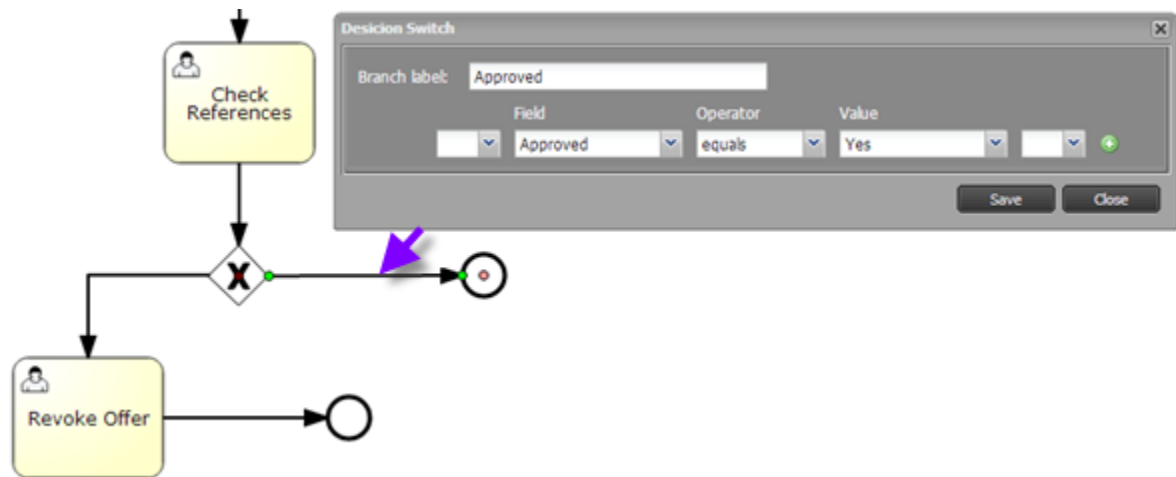 Desicion Switch
Branch label: Approved
Field Operator Value
Approved equals Yes
Save Close
Check
References
X
Revoke Offer